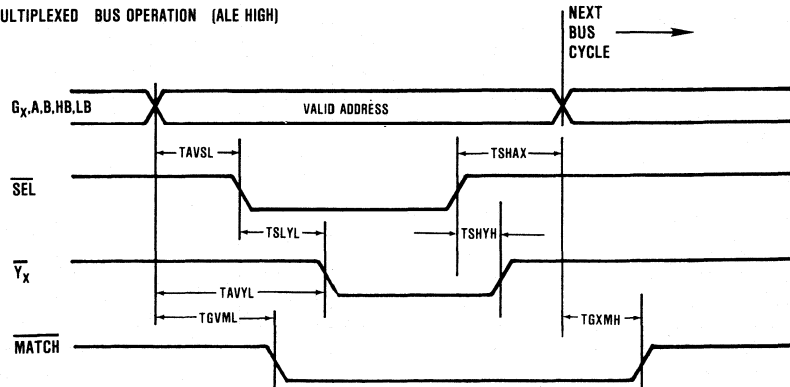 ULTIPLEXED BUS OPERATION (ALE HIGH)
NEXT
BUS
CYCLE
GX,A,B,HB,LB
VALID ADDRESS
TAVSL
TSHAX
SEL
TSLYL
TSHYH
YX
TAVYL
TGVML
TGXMH
MATCH